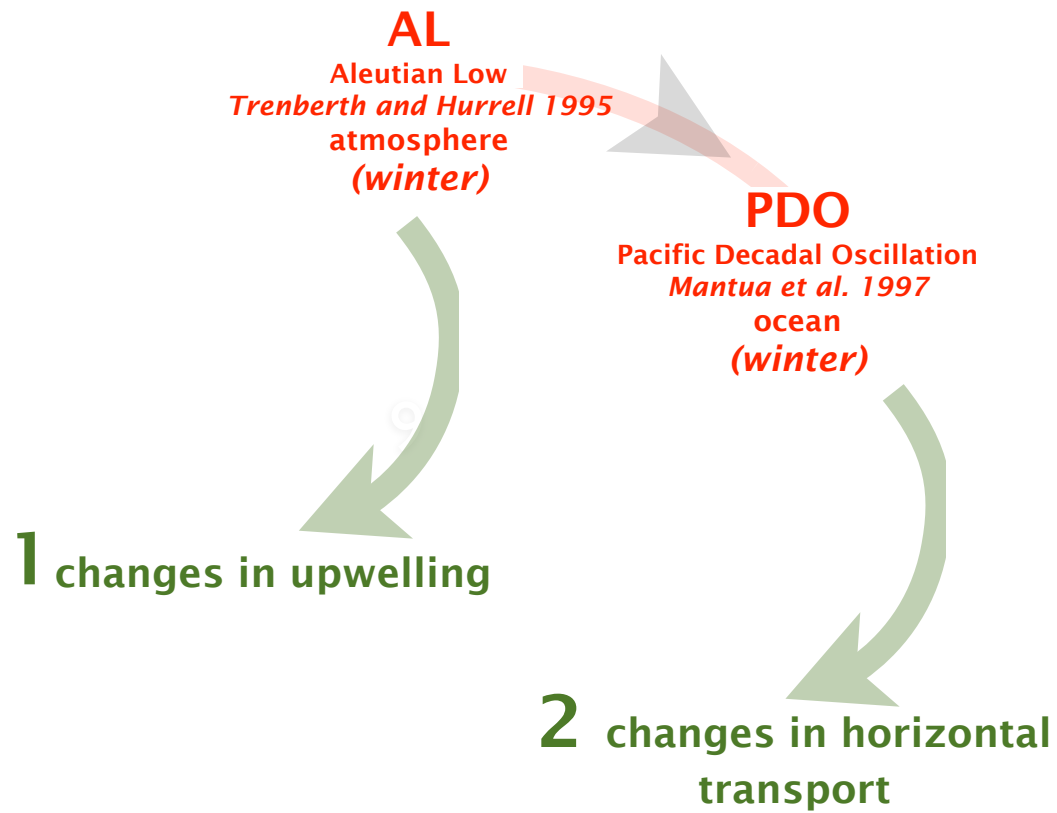 AL
Aleutian Low
Trenberth and Hurrell 1995
atmosphere
(winter)
PDO
Pacific Decadal Oscillation
Mantua et al. 1997
ocean
(winter)
9
1 changes in upwelling
2 changes in horizontal
transport